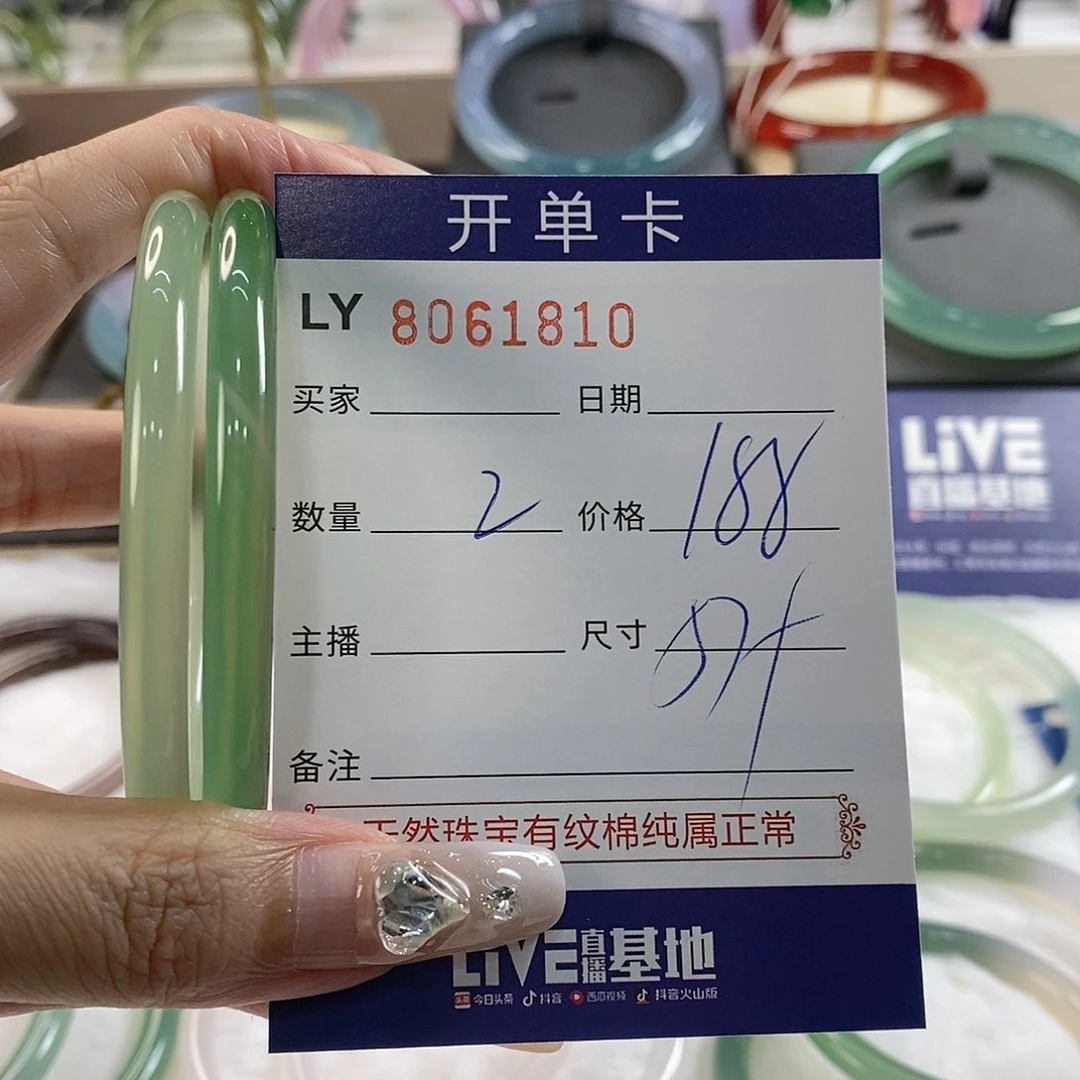 开单卡
LY 8061810
买家 日期
数量 2 价格 188
主播 尺寸
备注
天然珠宝有纹棉纯属正常
LiVE直播基地
今日头条 抖音 西瓜视频 抖音火山版
LiVE
直播基地